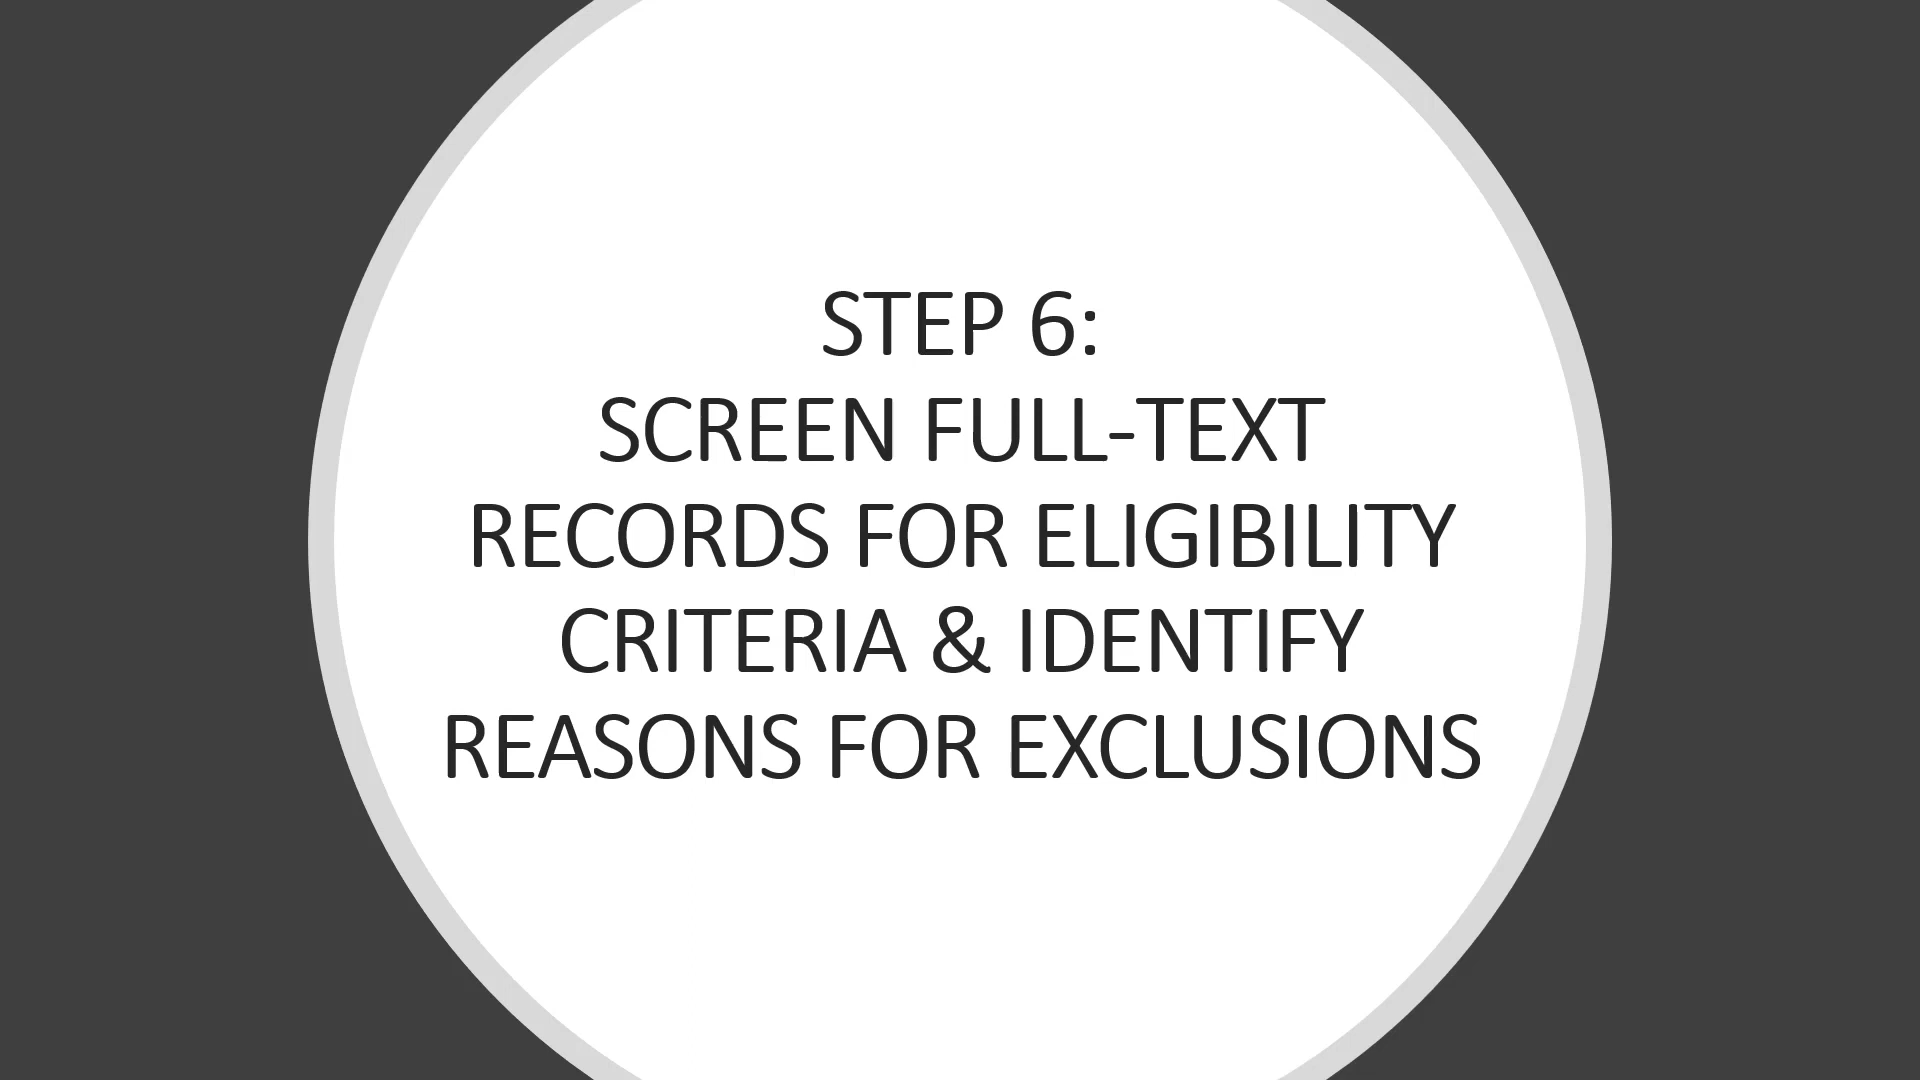 STEP 6:
SCREEN FULL-TEXT
RECORDS FOR ELIGIBILITY
CRITERIA & IDENTIFY
REASONS FOR EXCLUSIONS